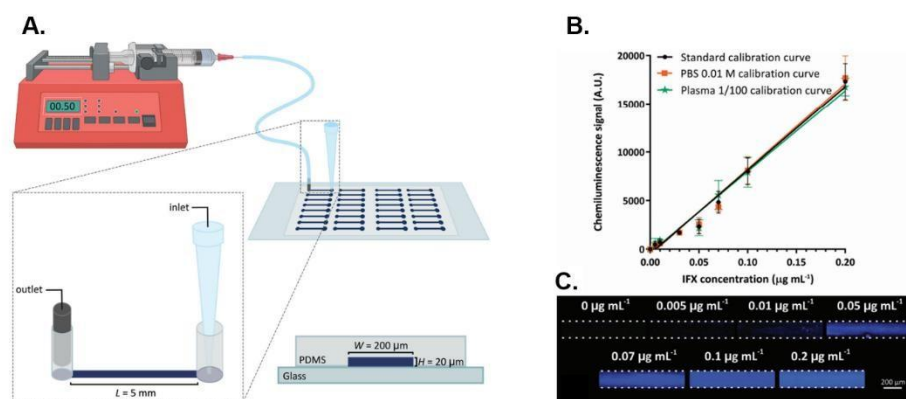 A.
00.50
inlet
outlet
L = 5 mm
W = 200 µm
PDMS
H = 20 µm
Glass
B.
Standard calibration curve
PBS 0.01 M calibration curve
Plasma 1/100 calibration curve
Chemiluminescence signal (A.U.)
20000
15000
10000
5000
0
0.00
0.05
0.10
0.15
0.20
IFX concentration (µg mL⁻¹)
C.
0 µg mL⁻¹
0.005 µg mL⁻¹
0.01 µg mL⁻¹
0.05 µg mL⁻¹
0.07 µg mL⁻¹
0.1 µg mL⁻¹
0.2 µg mL⁻¹
200 µm